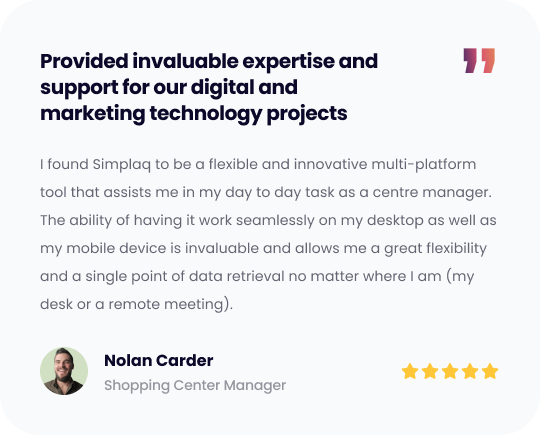 Provided invaluable expertise and
support for our digital and
marketing technology projects
I found Simplaq to be a flexible and innovative multi-platform
tool that assists me in my day to day task as a centre manager.
The ability of having it work seamlessly on my desktop as well as
my mobile device is invaluable and allows me a great flexibility
and a single point of data retrieval no matter where I am (my
desk or a remote meeting).
Nolan Carder
Shopping Center Manager